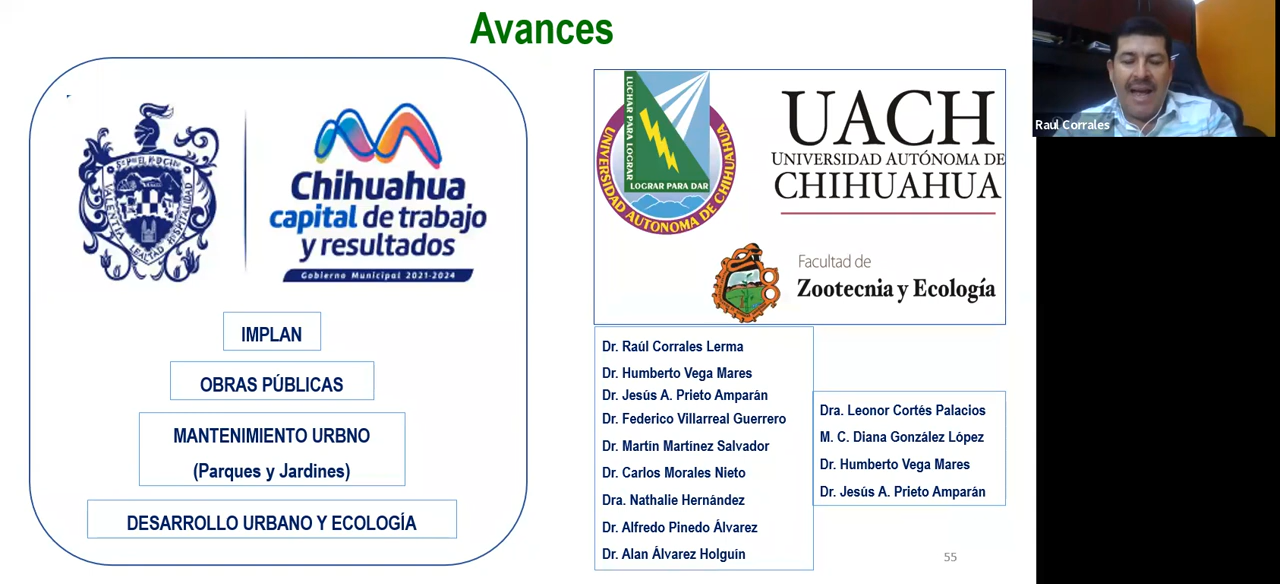 Avances
VALENTÍA LEALTAD HOSPITALIDAD
Chihuahua
capital de trabajo
y resultados
Gobierno Municipal 2021-2024
IMPLAN
OBRAS PÚBLICAS
MANTENIMIENTO URBNO
(Parques y Jardines)
DESARROLLO URBANO Y ECOLOGÍA
LUCHAR PARA LOGRAR
LOGRAR PARA DAR
UNIVERSIDAD AUTONOMA DE CHIHUAHUA
UACH
UNIVERSIDAD AUTÓNOMA DE
CHIHUAHUA
Facultad de
Zootecnia y Ecología
Dr. Raúl Corrales Lerma
Dr. Humberto Vega Mares
Dr. Jesús A. Prieto Amparán
Dr. Federico Villarreal Guerrero
Dr. Martín Martínez Salvador
Dr. Carlos Morales Nieto
Dra. Nathalie Hernández
Dr. Alfredo Pinedo Álvarez
Dr. Alan Álvarez Holguín
Dra. Leonor Cortés Palacios
M. C. Diana González López
Dr. Humberto Vega Mares
Dr. Jesús A. Prieto Amparán
55
Raul Corrales